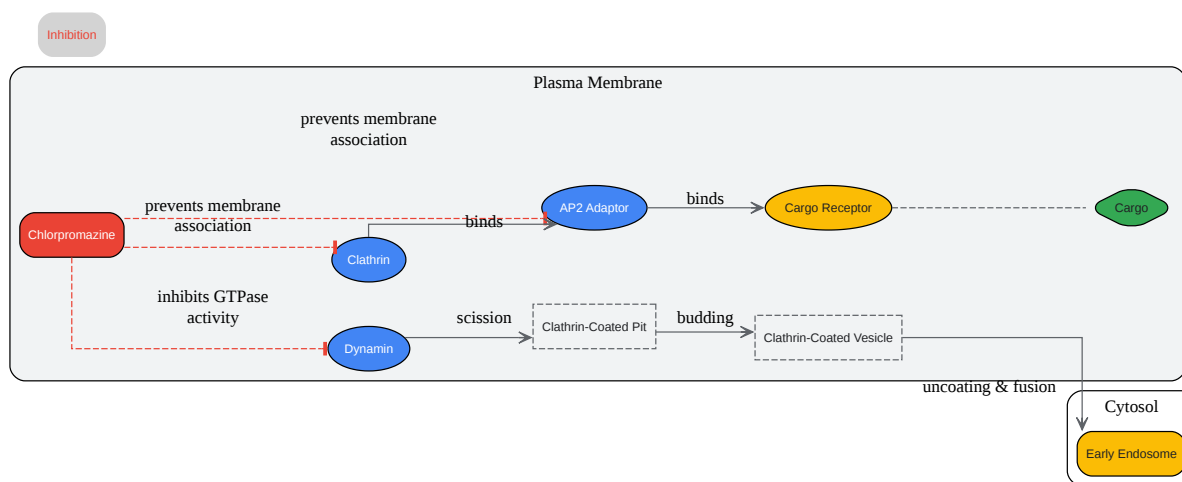 Inhibition
Plasma Membrane
prevents membrane
association
prevents membrane
association
AP2 Adaptor
binds
Cargo Receptor
Cargo
Chlorpromazine
binds
Clathrin
inhibits GTPase
activity
scission
Clathrin-Coated Pit
budding
Clathrin-Coated Vesicle
Dynamin
uncoating & fusion
Cytosol
Early Endosome